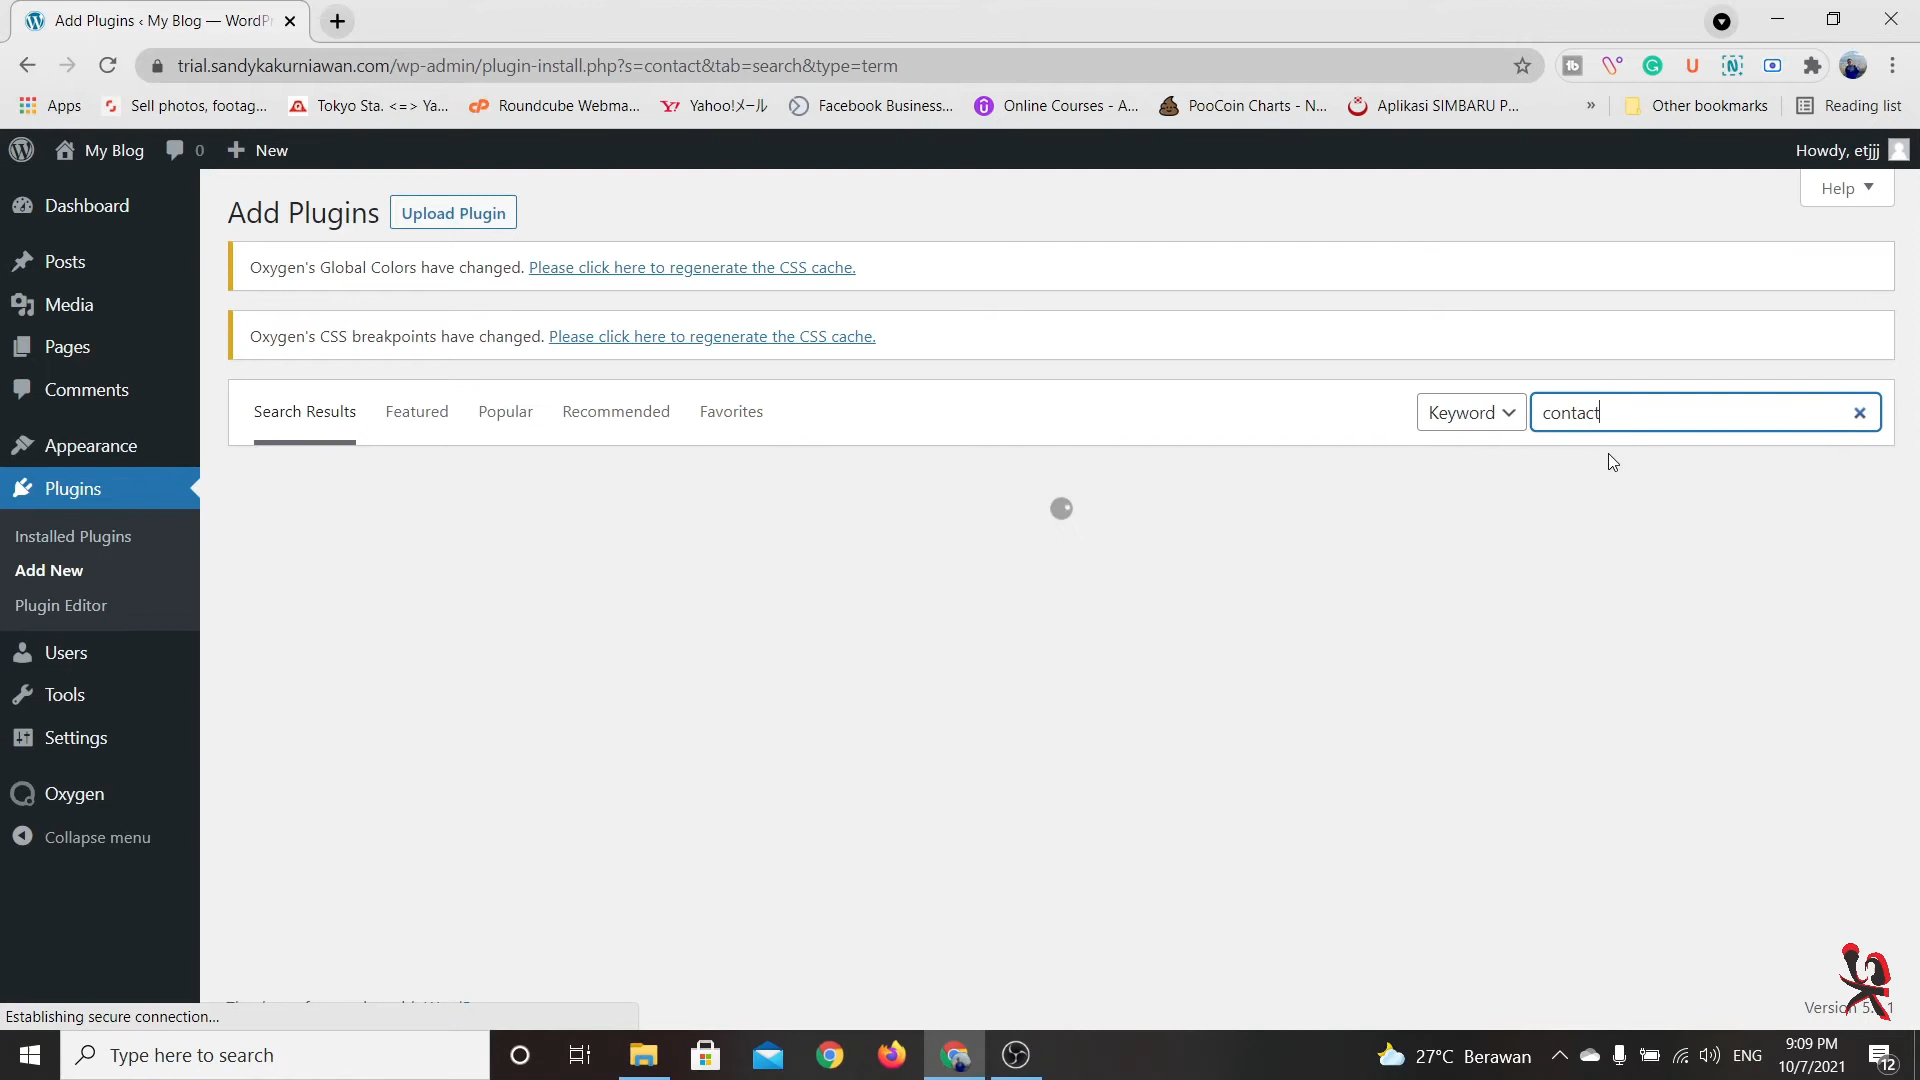 Add Plugins ‹ My Blog — WordPr
trial.sandykakurniawan.com/wp-admin/plugin-install.php?s=contact&tab=search&type=term
Apps
Sell photos, footag...
Tokyo Sta. <=> Ya...
Roundcube Webma...
Yahoo!メール
Facebook Business...
Online Courses - A...
PooCoin Charts - N...
Aplikasi SIMBARU P...
»
Other bookmarks
Reading list
My Blog
0
New
Howdy, etjjj
Help
Dashboard
Posts
Media
Pages
Comments
Appearance
Plugins
Installed Plugins
Add New
Plugin Editor
Users
Tools
Settings
Oxygen
Collapse menu
Add Plugins
Upload Plugin
Oxygen's Global Colors have changed. Please click here to regenerate the CSS cache.
Oxygen's CSS breakpoints have changed. Please click here to regenerate the CSS cache.
Search Results
Featured
Popular
Recommended
Favorites
Keyword
contact
Version
Establishing secure connection...
Type here to search
27°C Berawan
ENG
9:09 PM
10/7/2021
12